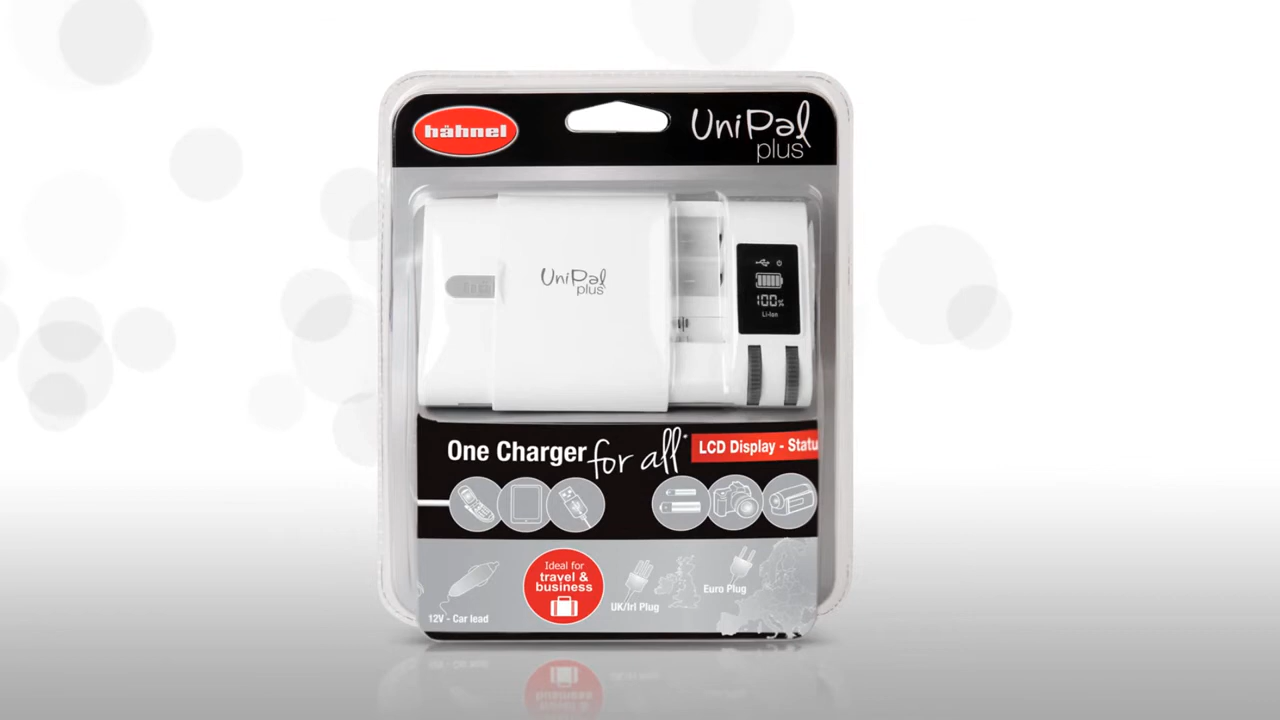 hähnel
UniPal
plus
UniPal
plus
100%
Li-Ion
One Charger for all*
LCD Display - Statu
Ideal for
travel &
business
12V - Car lead
UK/Irl Plug
Euro Plug